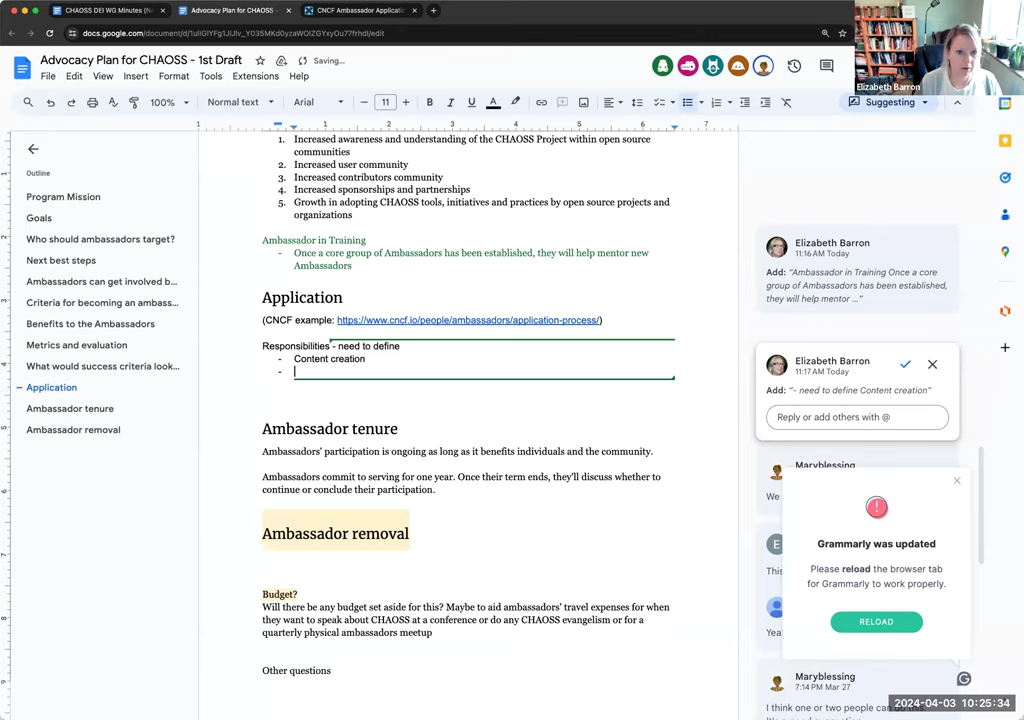 CHAOSS DEI WG Minutes (N
Advocacy Plan for CHAOSS -
CNCF Ambassador Applicatio
docs.google.com/document/d/1uliGlYFg1JIJlv_Y035MKd0yzaWOIZGYxyOu77frhdI/edit
Elizabeth Barron
Advocacy Plan for CHAOSS - 1st Draft
Saving...
File Edit View Insert Format Tools Extensions Help
100% Normal text Arial 11
Suggesting
Outline
Program Mission
Goals
Who should ambassadors target?
Next best steps
Ambassadors can get involved b...
Criteria for becoming an ambass...
Benefits to the Ambassadors
Metrics and evaluation
What would success criteria look...
Application
Ambassador tenure
Ambassador removal
1. Increased awareness and understanding of the CHAOSS Project within open source
communities
2. Increased user community
3. Increased contributors community
4. Increased sponsorships and partnerships
5. Growth in adopting CHAOSS tools, initiatives and practices by open source projects and
organizations
Ambassador in Training
- Once a core group of Ambassadors has been established, they will help mentor new
Ambassadors
Application
(CNCF example: https://www.cncf.io/people/ambassadors/application-process/)
Responsibilities - need to define
- Content creation
-
Ambassador tenure
Ambassadors' participation is ongoing as long as it benefits individuals and the community.
Ambassadors commit to serving for one year. Once their term ends, they'll discuss whether to
continue or conclude their participation.
Ambassador removal
Budget?
Will there be any budget set aside for this? Maybe to aid ambassadors' travel expenses for when
they want to speak about CHAOSS at a conference or do any CHAOSS evangelism or for a
quarterly physical ambassadors meetup
Other questions
Elizabeth Barron
11:16 AM Today
Add: "Ambassador in Training Once a core
group of Ambassadors has been established,
they will help mentor ..."
Elizabeth Barron
11:17 AM Today
Add: "- need to define Content creation"
Reply or add others with @
Maryblessing
We
E
This
Yea
Grammarly was updated
Please reload the browser tab
for Grammarly to work properly.
RELOAD
Maryblessing
7:14 PM Mar 27
I think one or two people can
2024-04-03 10:25:34